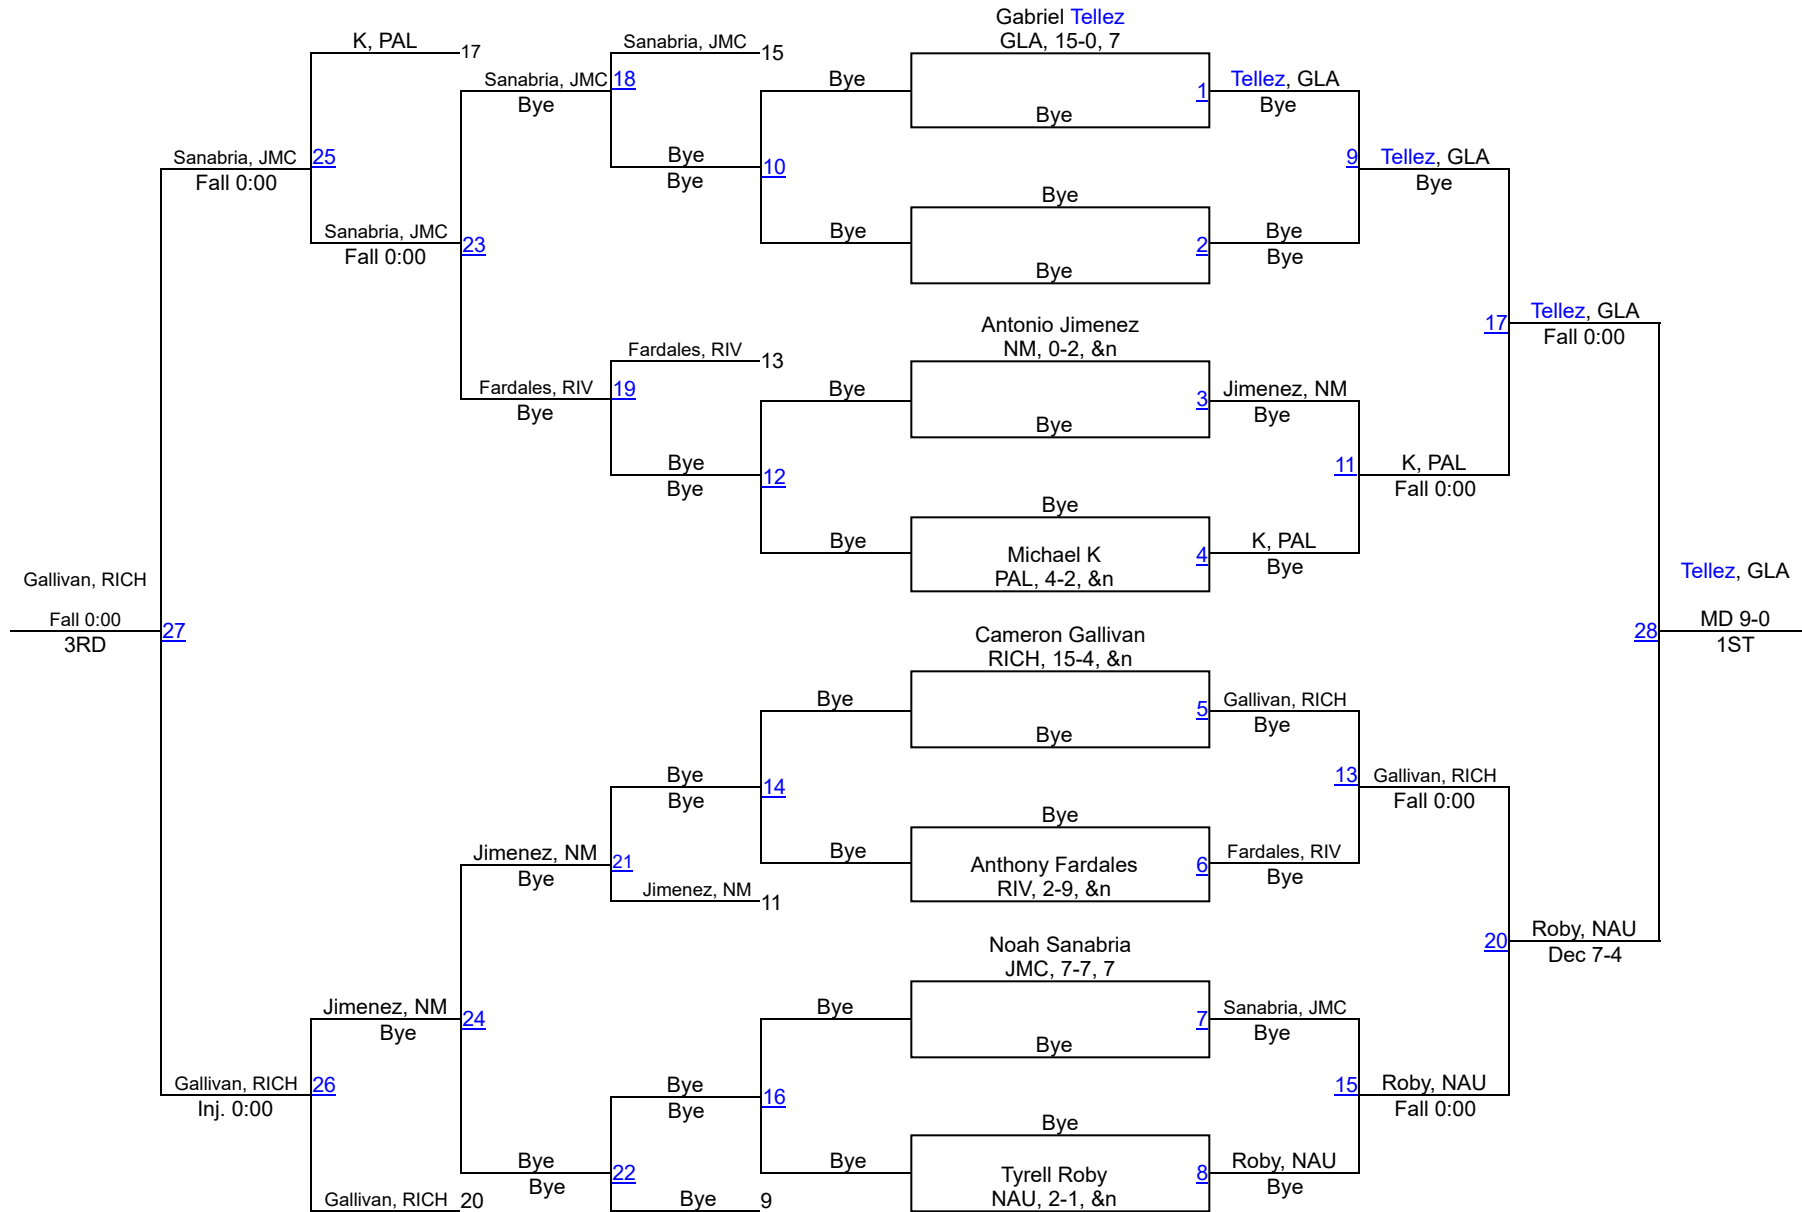 Gabriel Tellez
GLA, 15-0, 7
K, PAL
17
Sanabria, JMC
15
Sanabria, JMC
18
Bye
Bye
1
Tellez, GLA
Bye
Bye
Sanabria, JMC
25
Fall 0:00
Bye
10
Bye
9
Tellez, GLA
Bye
Bye
Sanabria, JMC
23
Fall 0:00
Bye
2
Bye
Bye
Bye
Antonio Jimenez
NM, 0-2, &n
17
Tellez, GLA
Fall 0:00
Fardales, RIV
13
Fardales, RIV
19
Bye
Bye
3
Jimenez, NM
Bye
Bye
Bye
12
Bye
11
K, PAL
Fall 0:00
Bye
Bye
Michael K
PAL, 4-2, &n
4
K, PAL
Bye
Gallivan, RICH
Fall 0:00
27
3RD
Tellez, GLA
28
MD 9-0
1ST
Cameron Gallivan
RICH, 15-4, &n
Bye
5
Gallivan, RICH
Bye
Bye
Bye
14
Bye
13
Gallivan, RICH
Fall 0:00
Bye
Jimenez, NM
21
Bye
Bye
Anthony Fardales
RIV, 2-9, &n
6
Fardales, RIV
Bye
Jimenez, NM
11
Noah Sanabria
JMC, 7-7, 7
20
Roby, NAU
Dec 7-4
Jimenez, NM
24
Bye
Bye
7
Sanabria, JMC
Bye
Bye
Gallivan, RICH
26
Inj. 0:00
Bye
16
Bye
15
Roby, NAU
Fall 0:00
Bye
Bye
22
Bye
Bye
Tyrell Roby
NAU, 2-1, &n
8
Roby, NAU
Bye
Gallivan, RICH
20
Bye
9